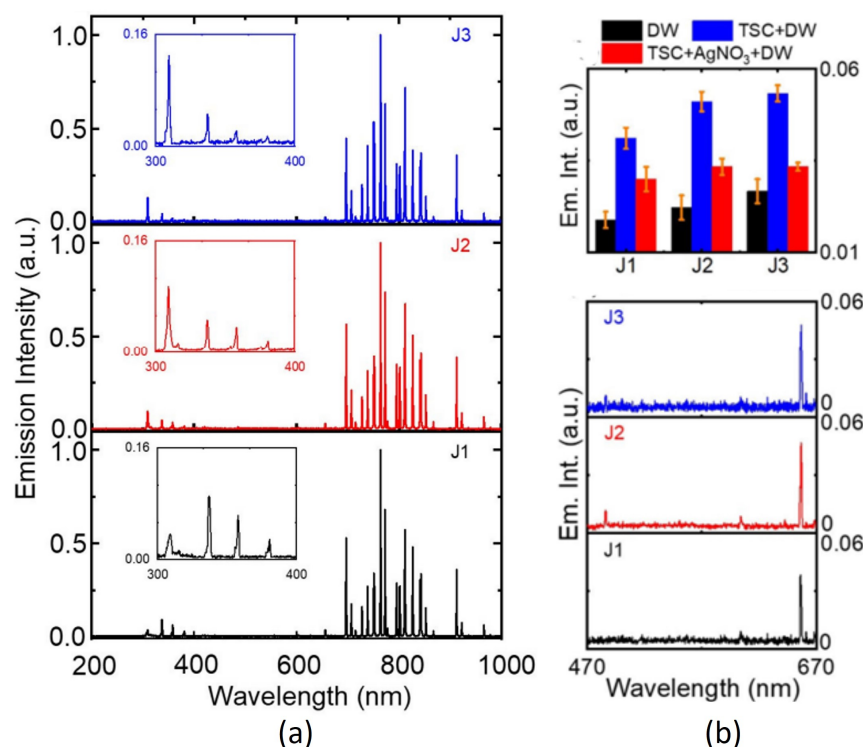 Emission Intensity (a.u.)
1.0
0.5
0.0
J3
0.16
0.00
300
400
1.0
0.5
0.0
J2
0.16
0.00
300
400
1.0
0.5
0.0
J1
0.16
0.00
300
400
200
400
600
800
1000
Wavelength (nm)
(a)
DW
TSC+DW
TSC+AgNO₃+DW
0.06
0.01
Em. Int. (a.u.)
J1
J2
J3
J3
0.06
0
J2
0.06
0
J1
0.06
0
Em. Int. (a.u.)
470
670
Wavelength (nm)
(b)